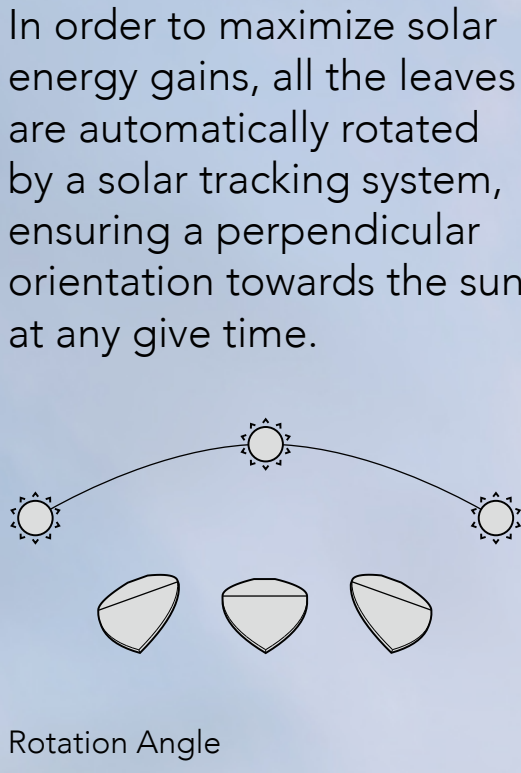 In order to maximize solar
energy gains, all the leaves
are automatically rotated
by a solar tracking system,
ensuring a perpendicular
orientation towards the sun
at any give time.
Rotation Angle